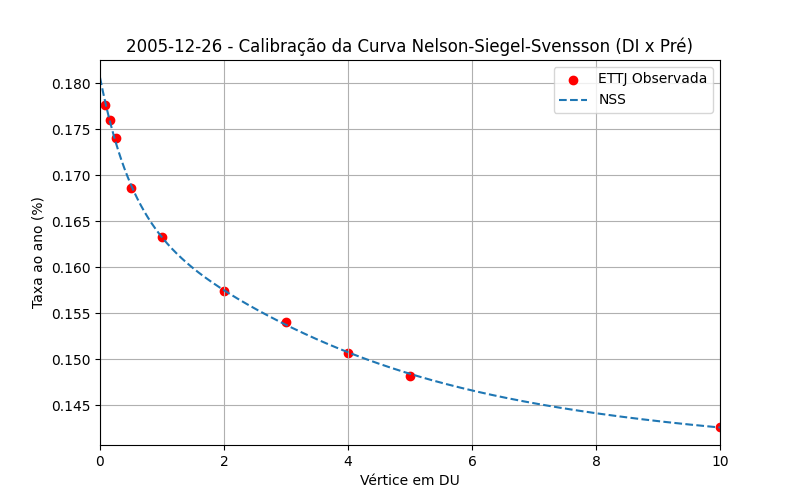 2005-12-26 - Calibração da Curva Nelson-Siegel-Svensson (DI x Pré)
ETTJ Observada
NSS
Taxa ao ano (%)
0.180
0.175
0.170
0.165
0.160
0.155
0.150
0.145
0 2 4 6 8 10
Vértice em DU